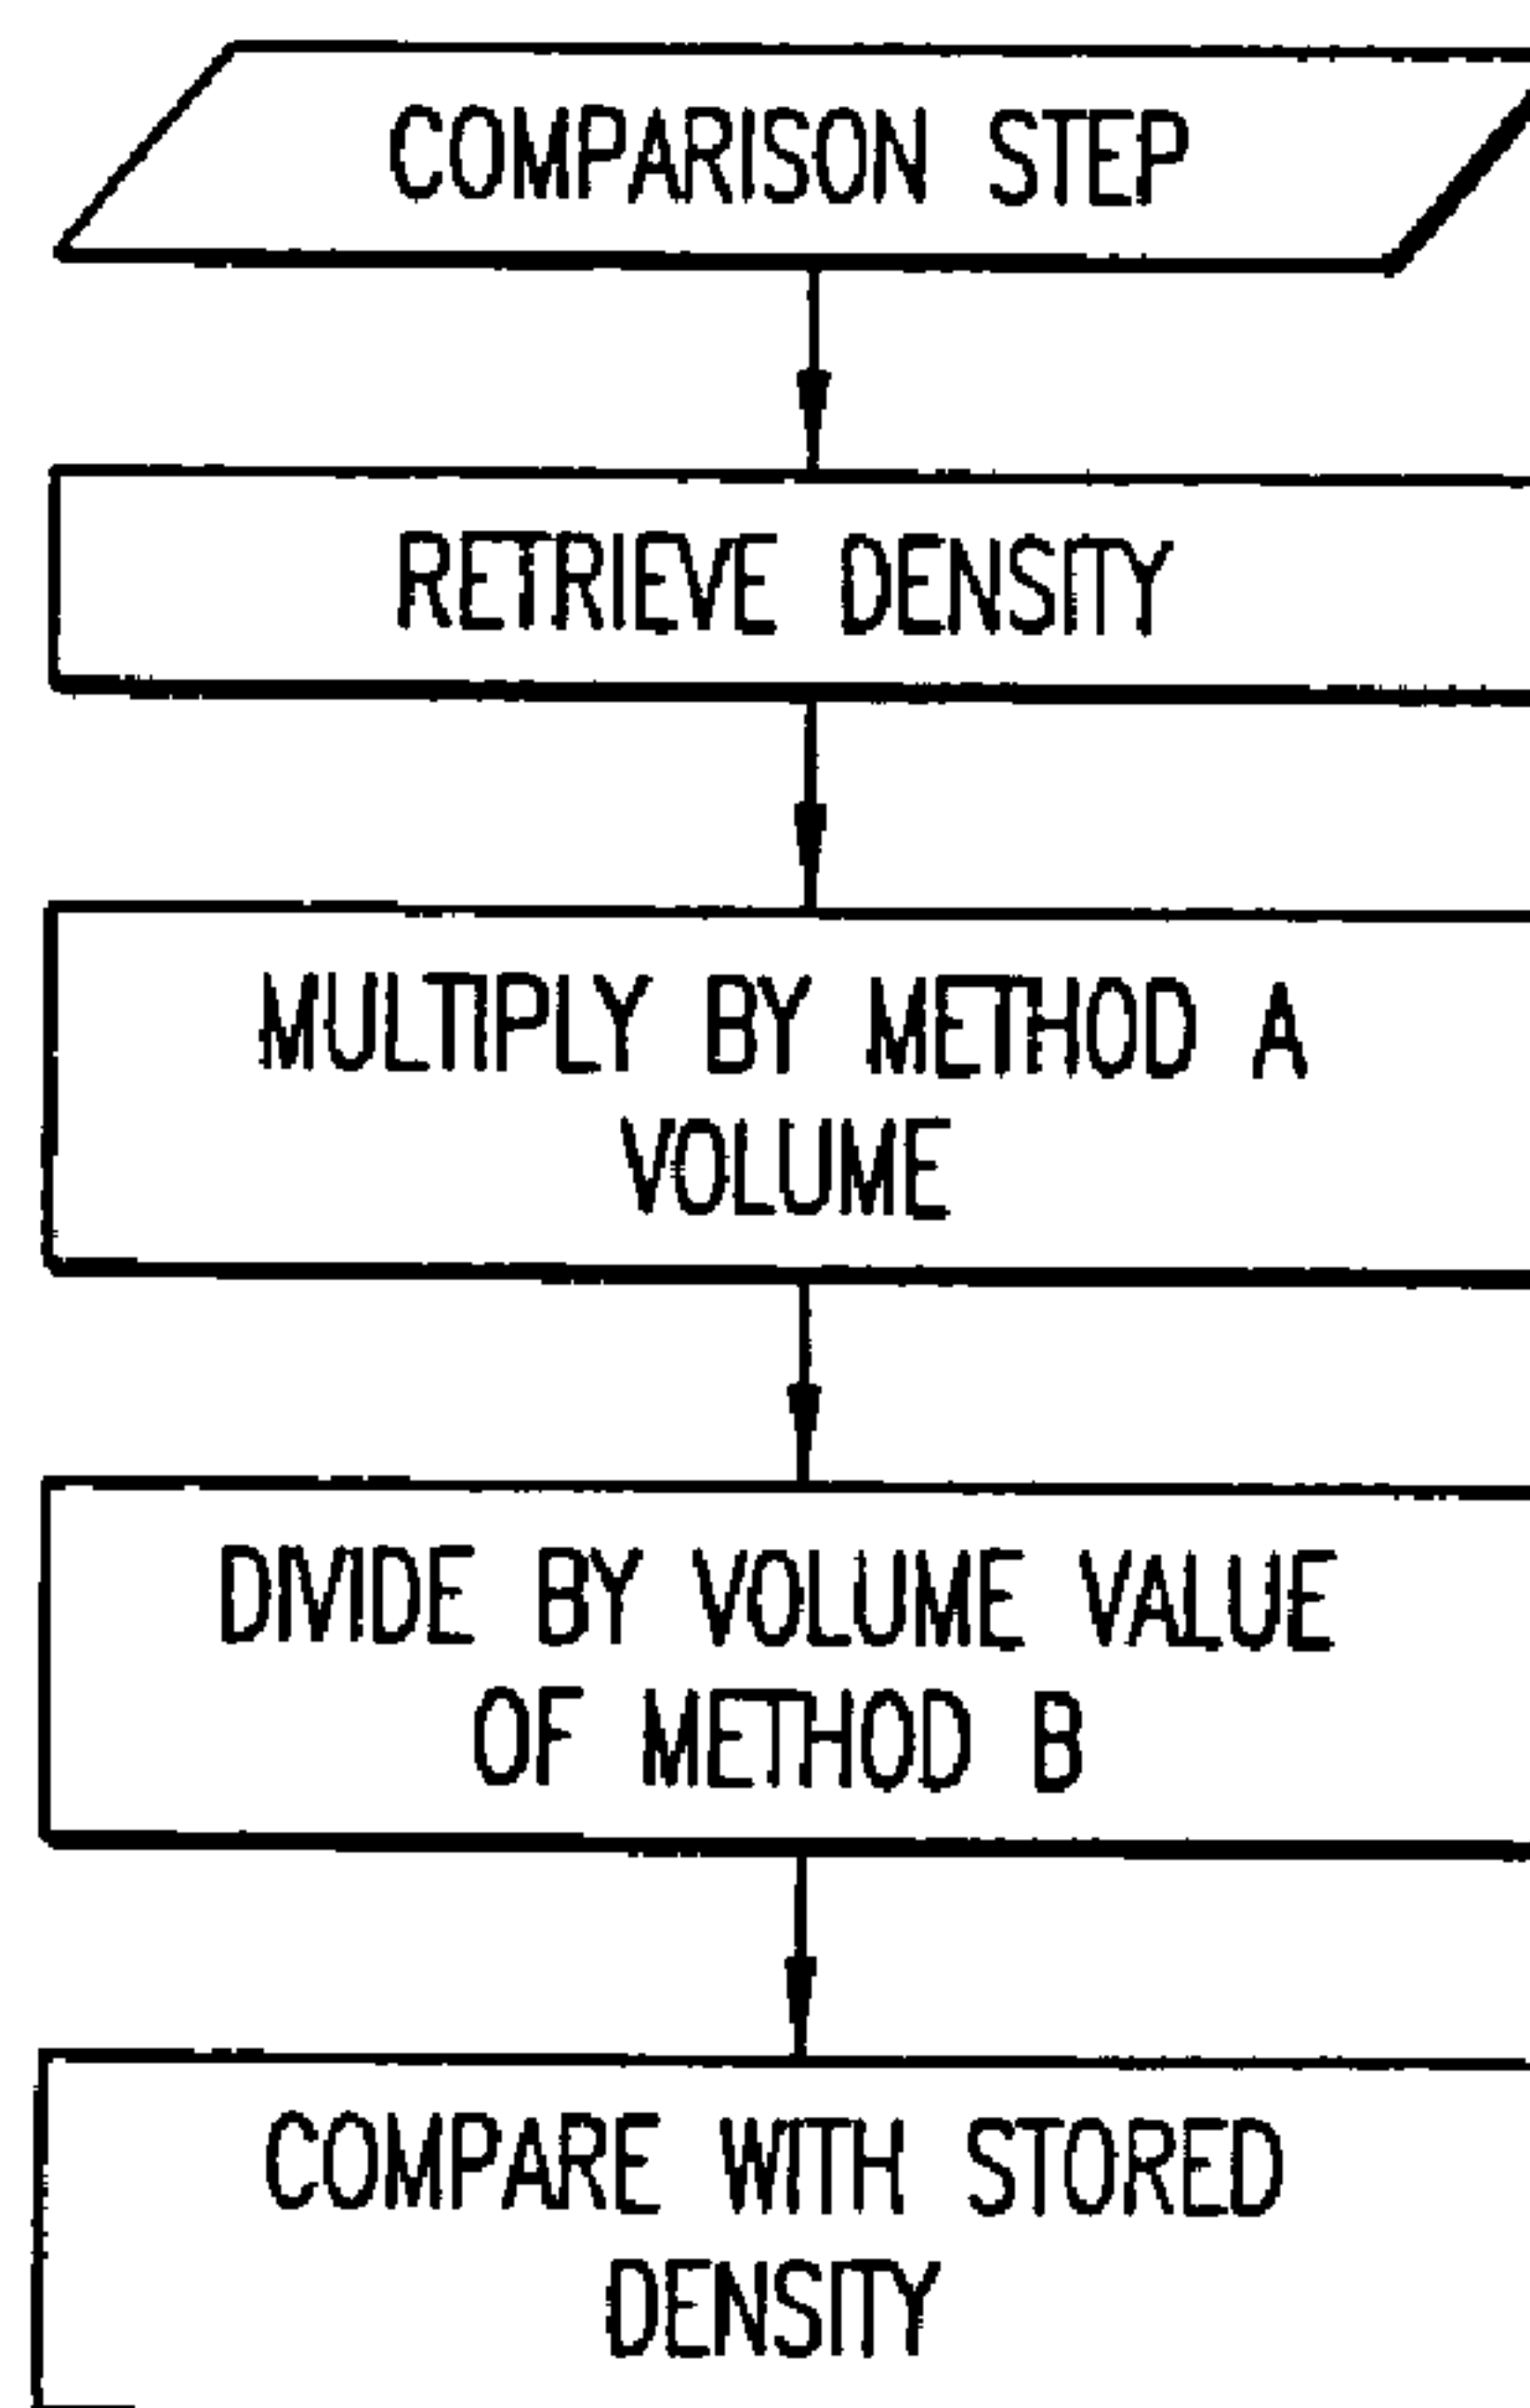 COMPARISON STEP
RETRIEVE DENSITY
MULTIPLY BY METHOD A
VOLUME
DIVIDE BY VOLUME VALUE
OF METHOD B
COMPARE WITH STORED
DENSITY